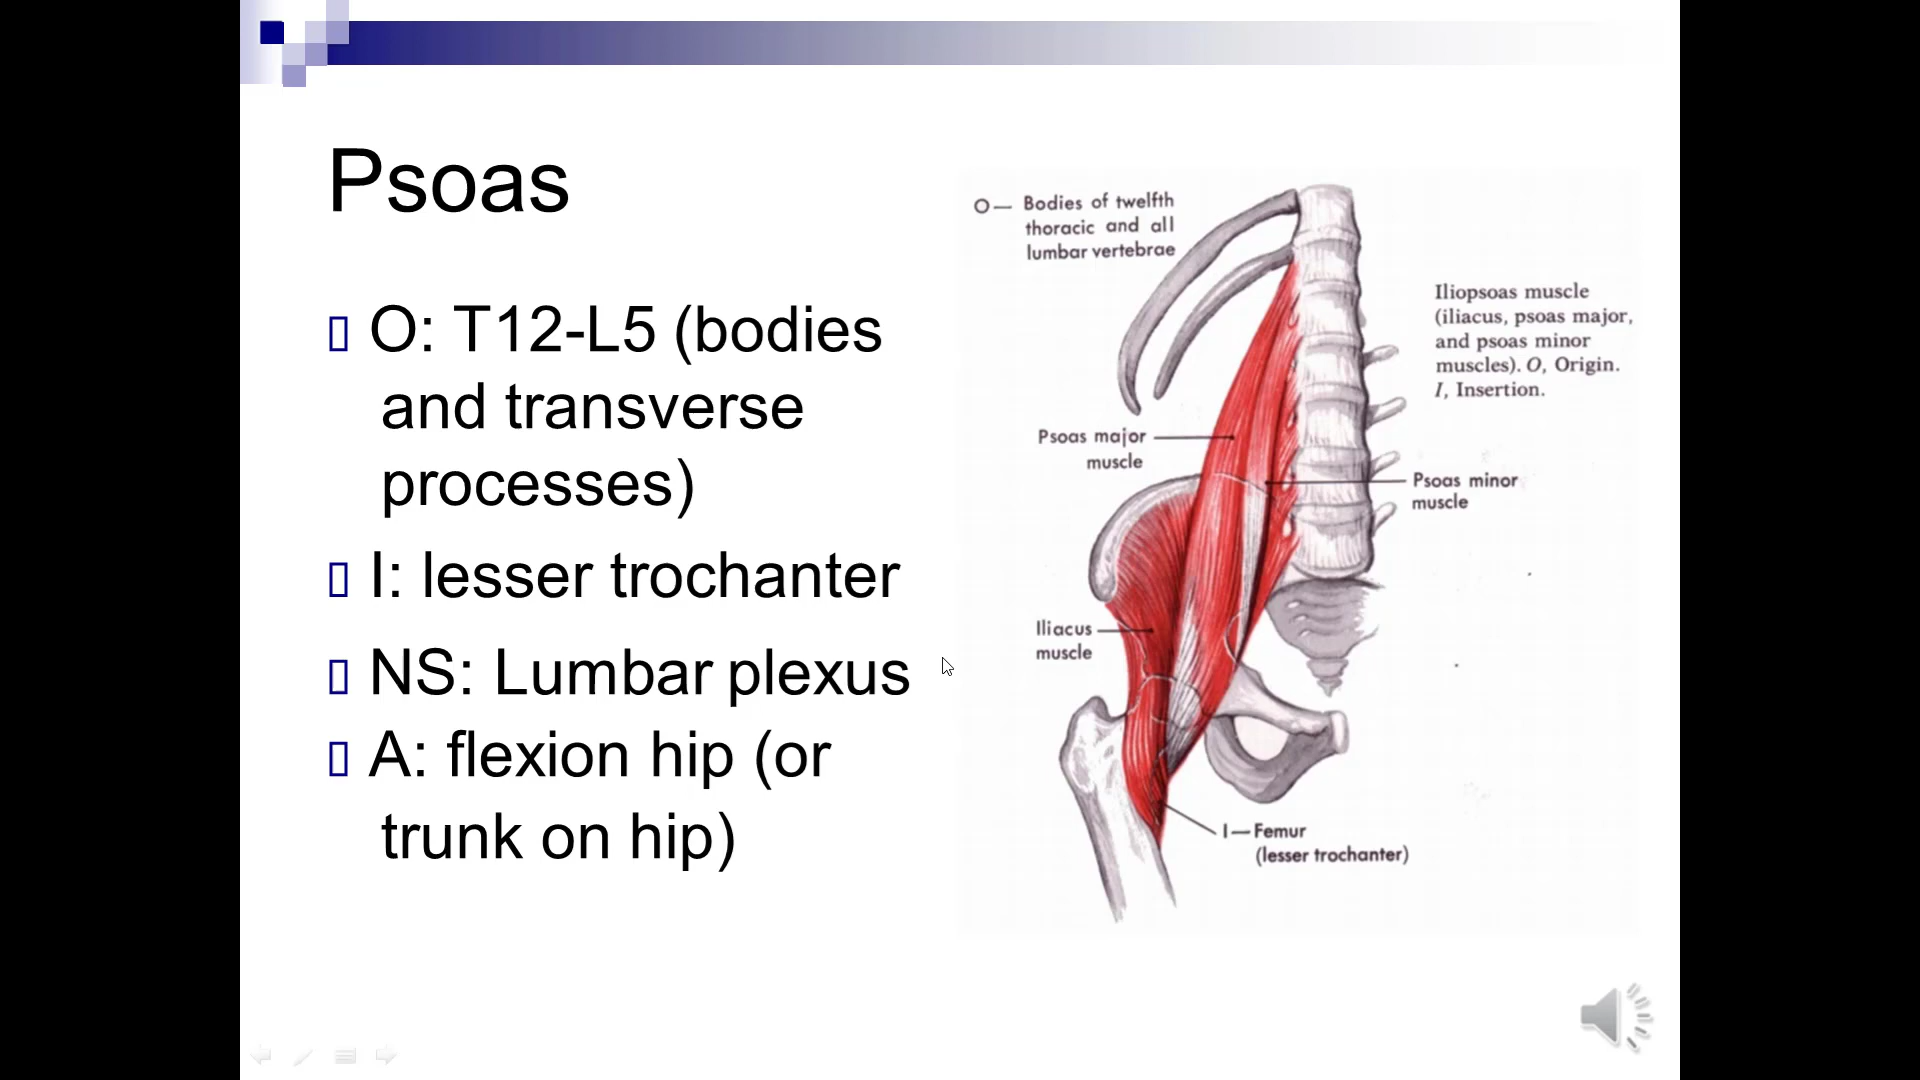 Psoas
O: T12-L5 (bodies
and transverse
processes)
I: lesser trochanter
NS: Lumbar plexus
A: flexion hip (or
trunk on hip)
O— Bodies of twelfth
thoracic and all
lumbar vertebrae
Iliopsoas muscle
(iliacus, psoas major,
and psoas minor
muscles). O, Origin.
I, Insertion.
Psoas major
muscle
Psoas minor
muscle
Iliacus
muscle
I—Femur
(lesser trochanter)